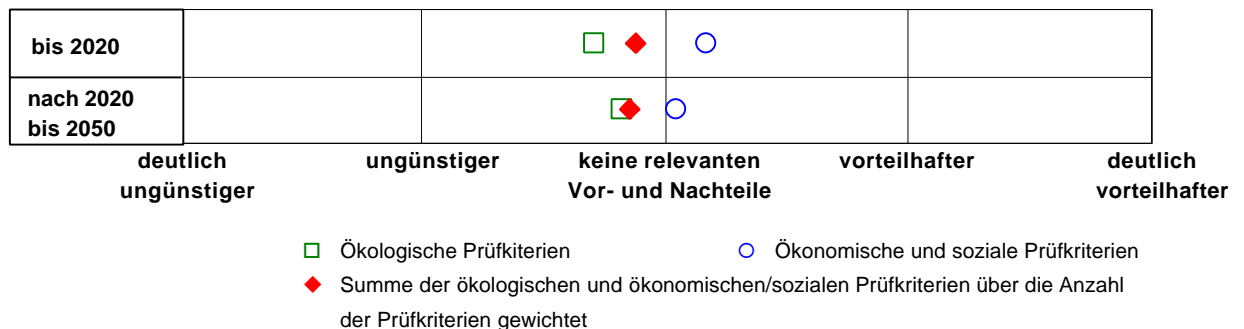 bis 2020
nach 2020
bis 2050
deutlich ungünstiger keine relevanten vorteilhafter deutlich
ungünstiger Vor- und Nachteile vorteilhafter
Ökologische Prüfkiterien Ökonomische und soziale Prüfkriterien
Summe der ökologischen und ökonomischen/sozialen Prüfkriterien über die Anzahl
der Prüfkriterien gewichtet